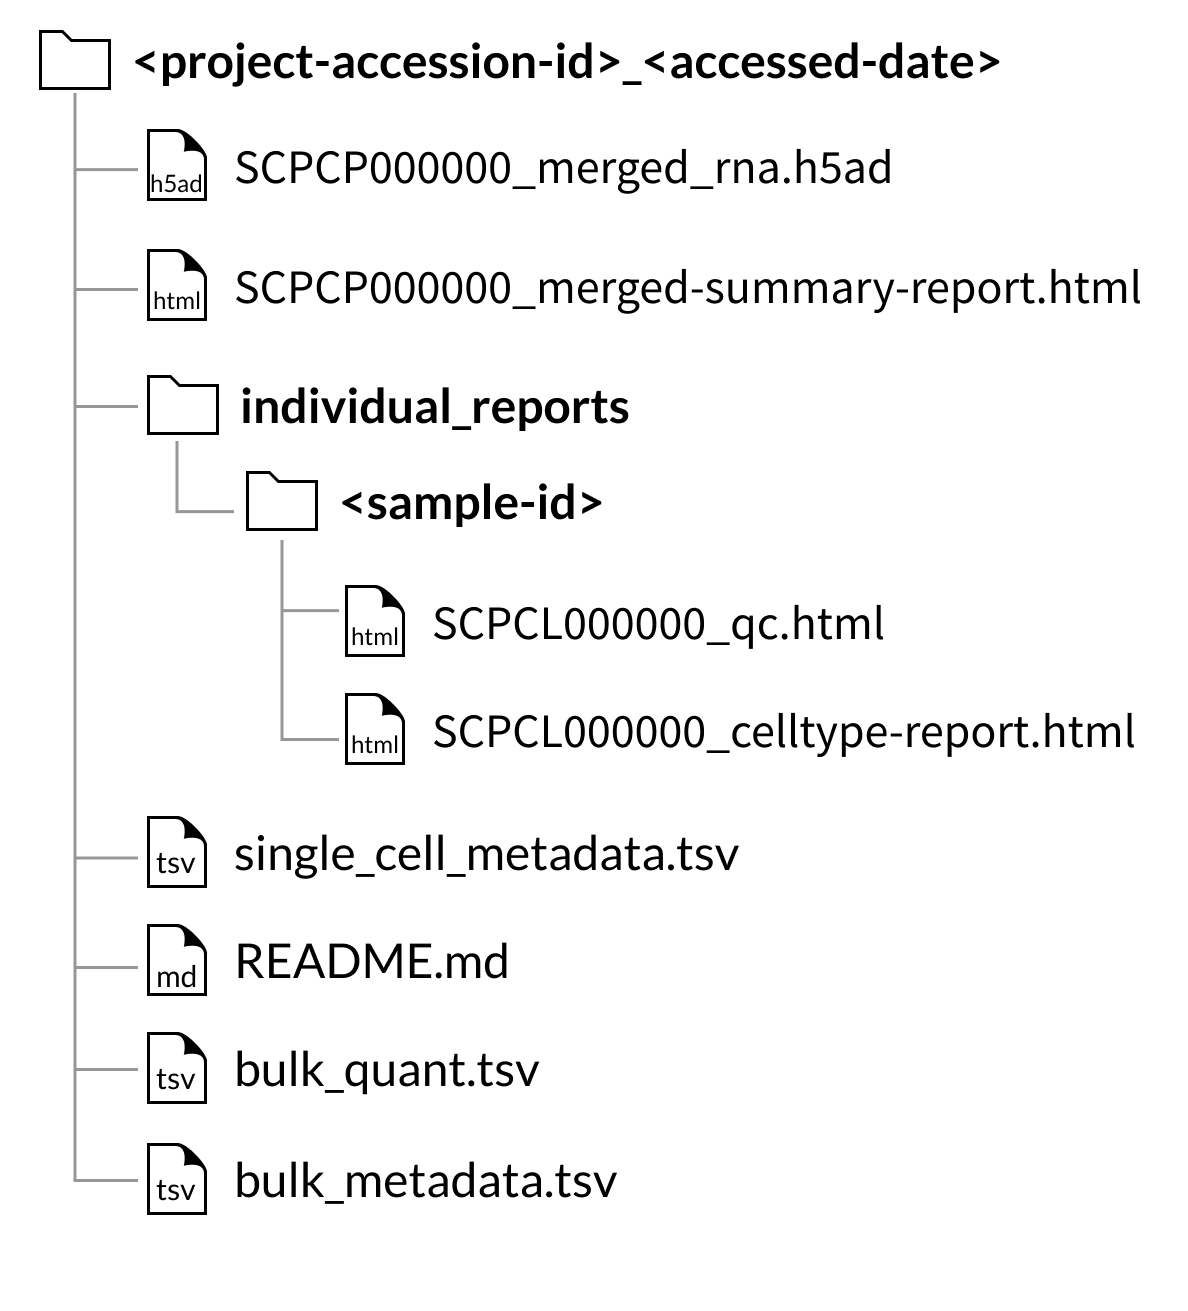 <project-accession-id>_<accessed-date>
h5ad SCPCP000000_merged_rna.h5ad
html SCPCP000000_merged-summary-report.html
individual_reports
<sample-id>
html SCPCL000000_qc.html
html SCPCL000000_celltype-report.html
tsv single_cell_metadata.tsv
md README.md
tsv bulk_quant.tsv
tsv bulk_metadata.tsv